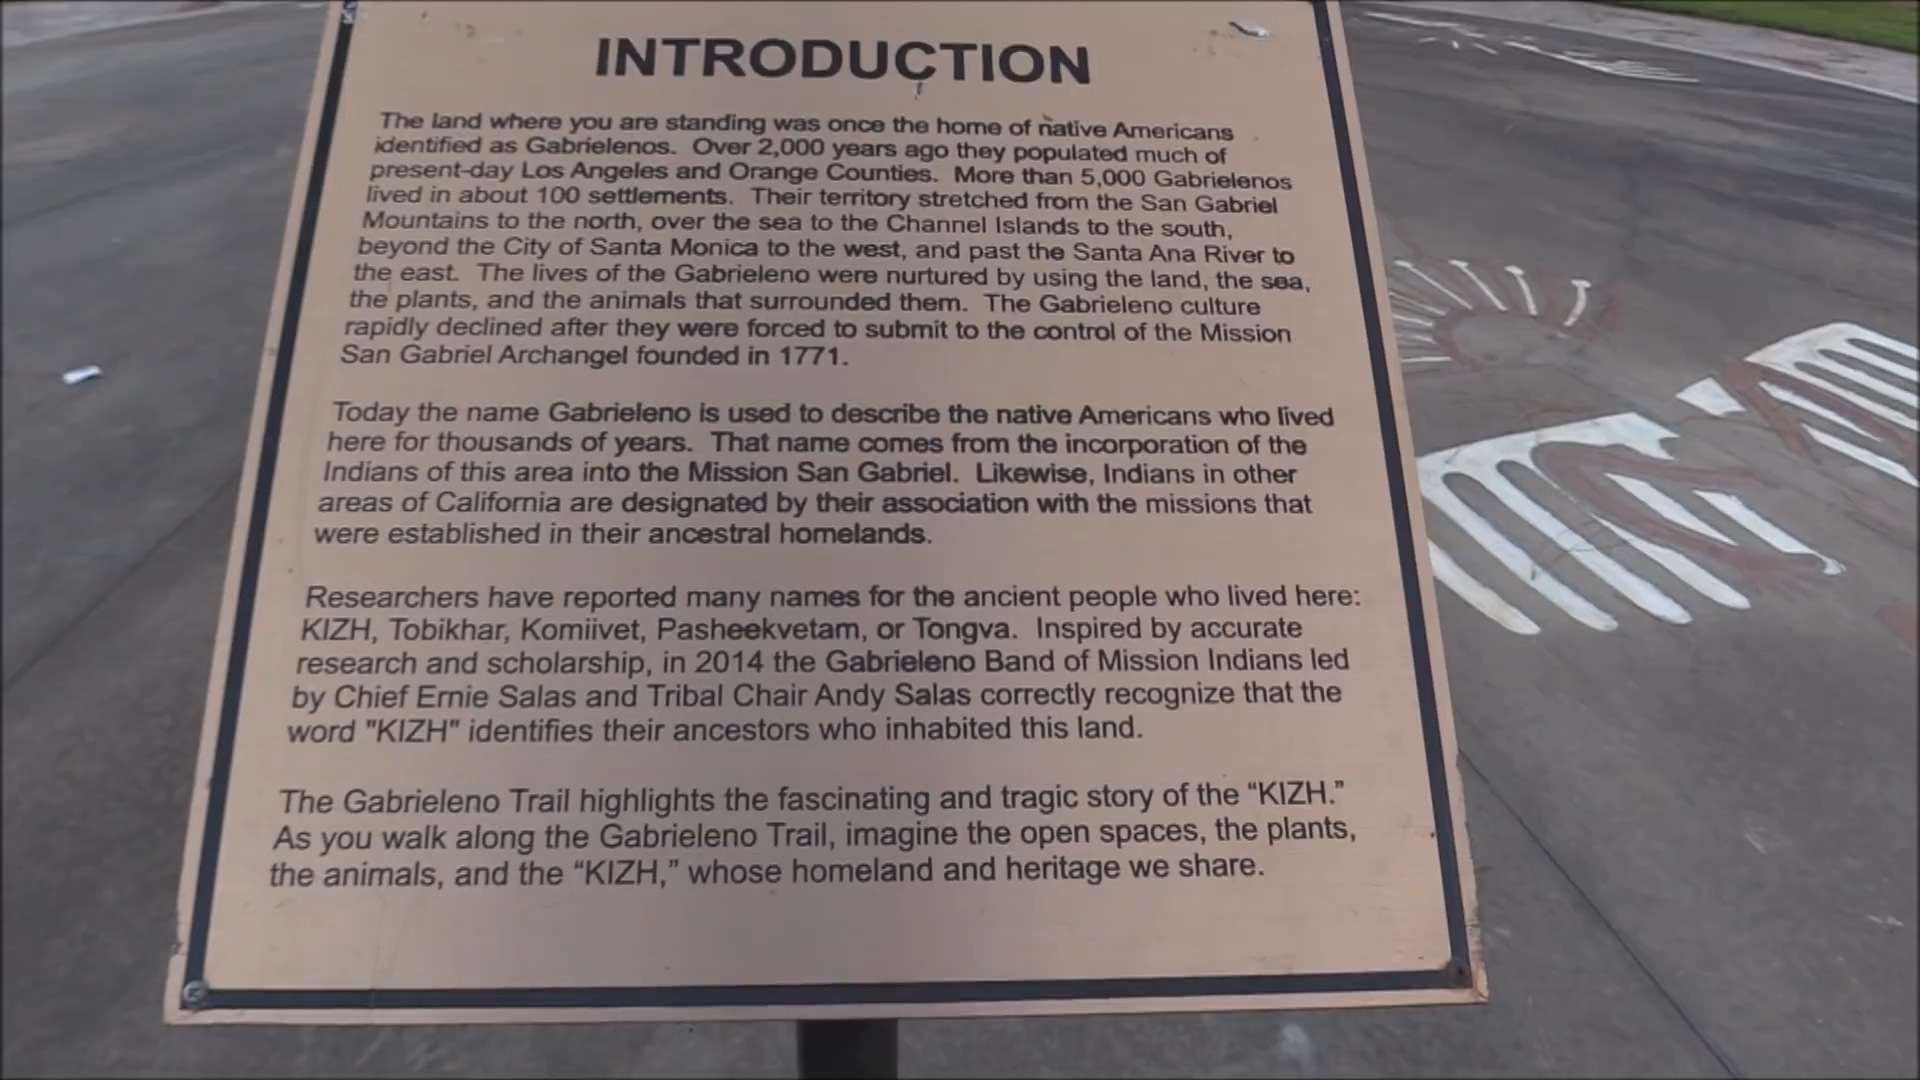 INTRODUCTION
The land where you are standing was once the home of native Americans
identified as Gabrielenos. Over 2,000 years ago they populated much of
present-day Los Angeles and Orange Counties. More than 5,000 Gabrielenos
lived in about 100 settlements. Their territory stretched from the San Gabriel
Mountains to the north, over the sea to the Channel Islands to the south,
beyond the City of Santa Monica to the west, and past the Santa Ana River to
the east. The lives of the Gabrieleno were nurtured by using the land, the sea,
the plants, and the animals that surrounded them. The Gabrieleno culture
rapidly declined after they were forced to submit to the control of the Mission
San Gabriel Archangel founded in 1771.
Today the name Gabrieleno is used to describe the native Americans who lived
here for thousands of years. That name comes from the incorporation of the
Indians of this area into the Mission San Gabriel. Likewise, Indians in other
areas of California are designated by their association with the missions that
were established in their ancestral homelands.
Researchers have reported many names for the ancient people who lived here:
KIZH, Tobikhar, Komiivet, Pasheekvetam, or Tongva. Inspired by accurate
research and scholarship, in 2014 the Gabrieleno Band of Mission Indians led
by Chief Ernie Salas and Tribal Chair Andy Salas correctly recognize that the
word "KIZH" identifies their ancestors who inhabited this land.
The Gabrieleno Trail highlights the fascinating and tragic story of the “KIZH.”
As you walk along the Gabrieleno Trail, imagine the open spaces, the plants,
the animals, and the “KIZH,” whose homeland and heritage we share.